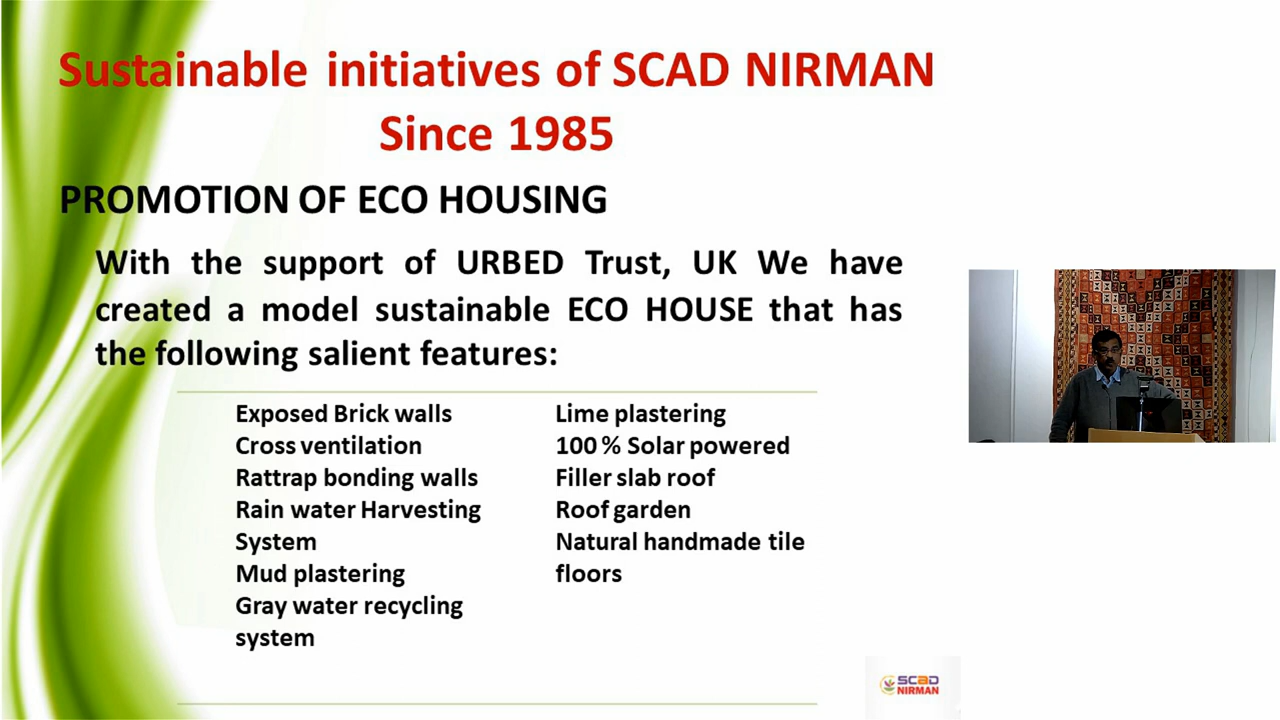 Sustainable initiatives of SCAD NIRMAN
Since 1985
PROMOTION OF ECO HOUSING
With the support of URBED Trust, UK We have
created a model sustainable ECO HOUSE that has
the following salient features:
Exposed Brick walls
Cross ventilation
Rattrap bonding walls
Rain water Harvesting
System
Mud plastering
Gray water recycling
system
Lime plastering
100 % Solar powered
Filler slab roof
Roof garden
Natural handmade tile
floors
SCAD
NIRMAN